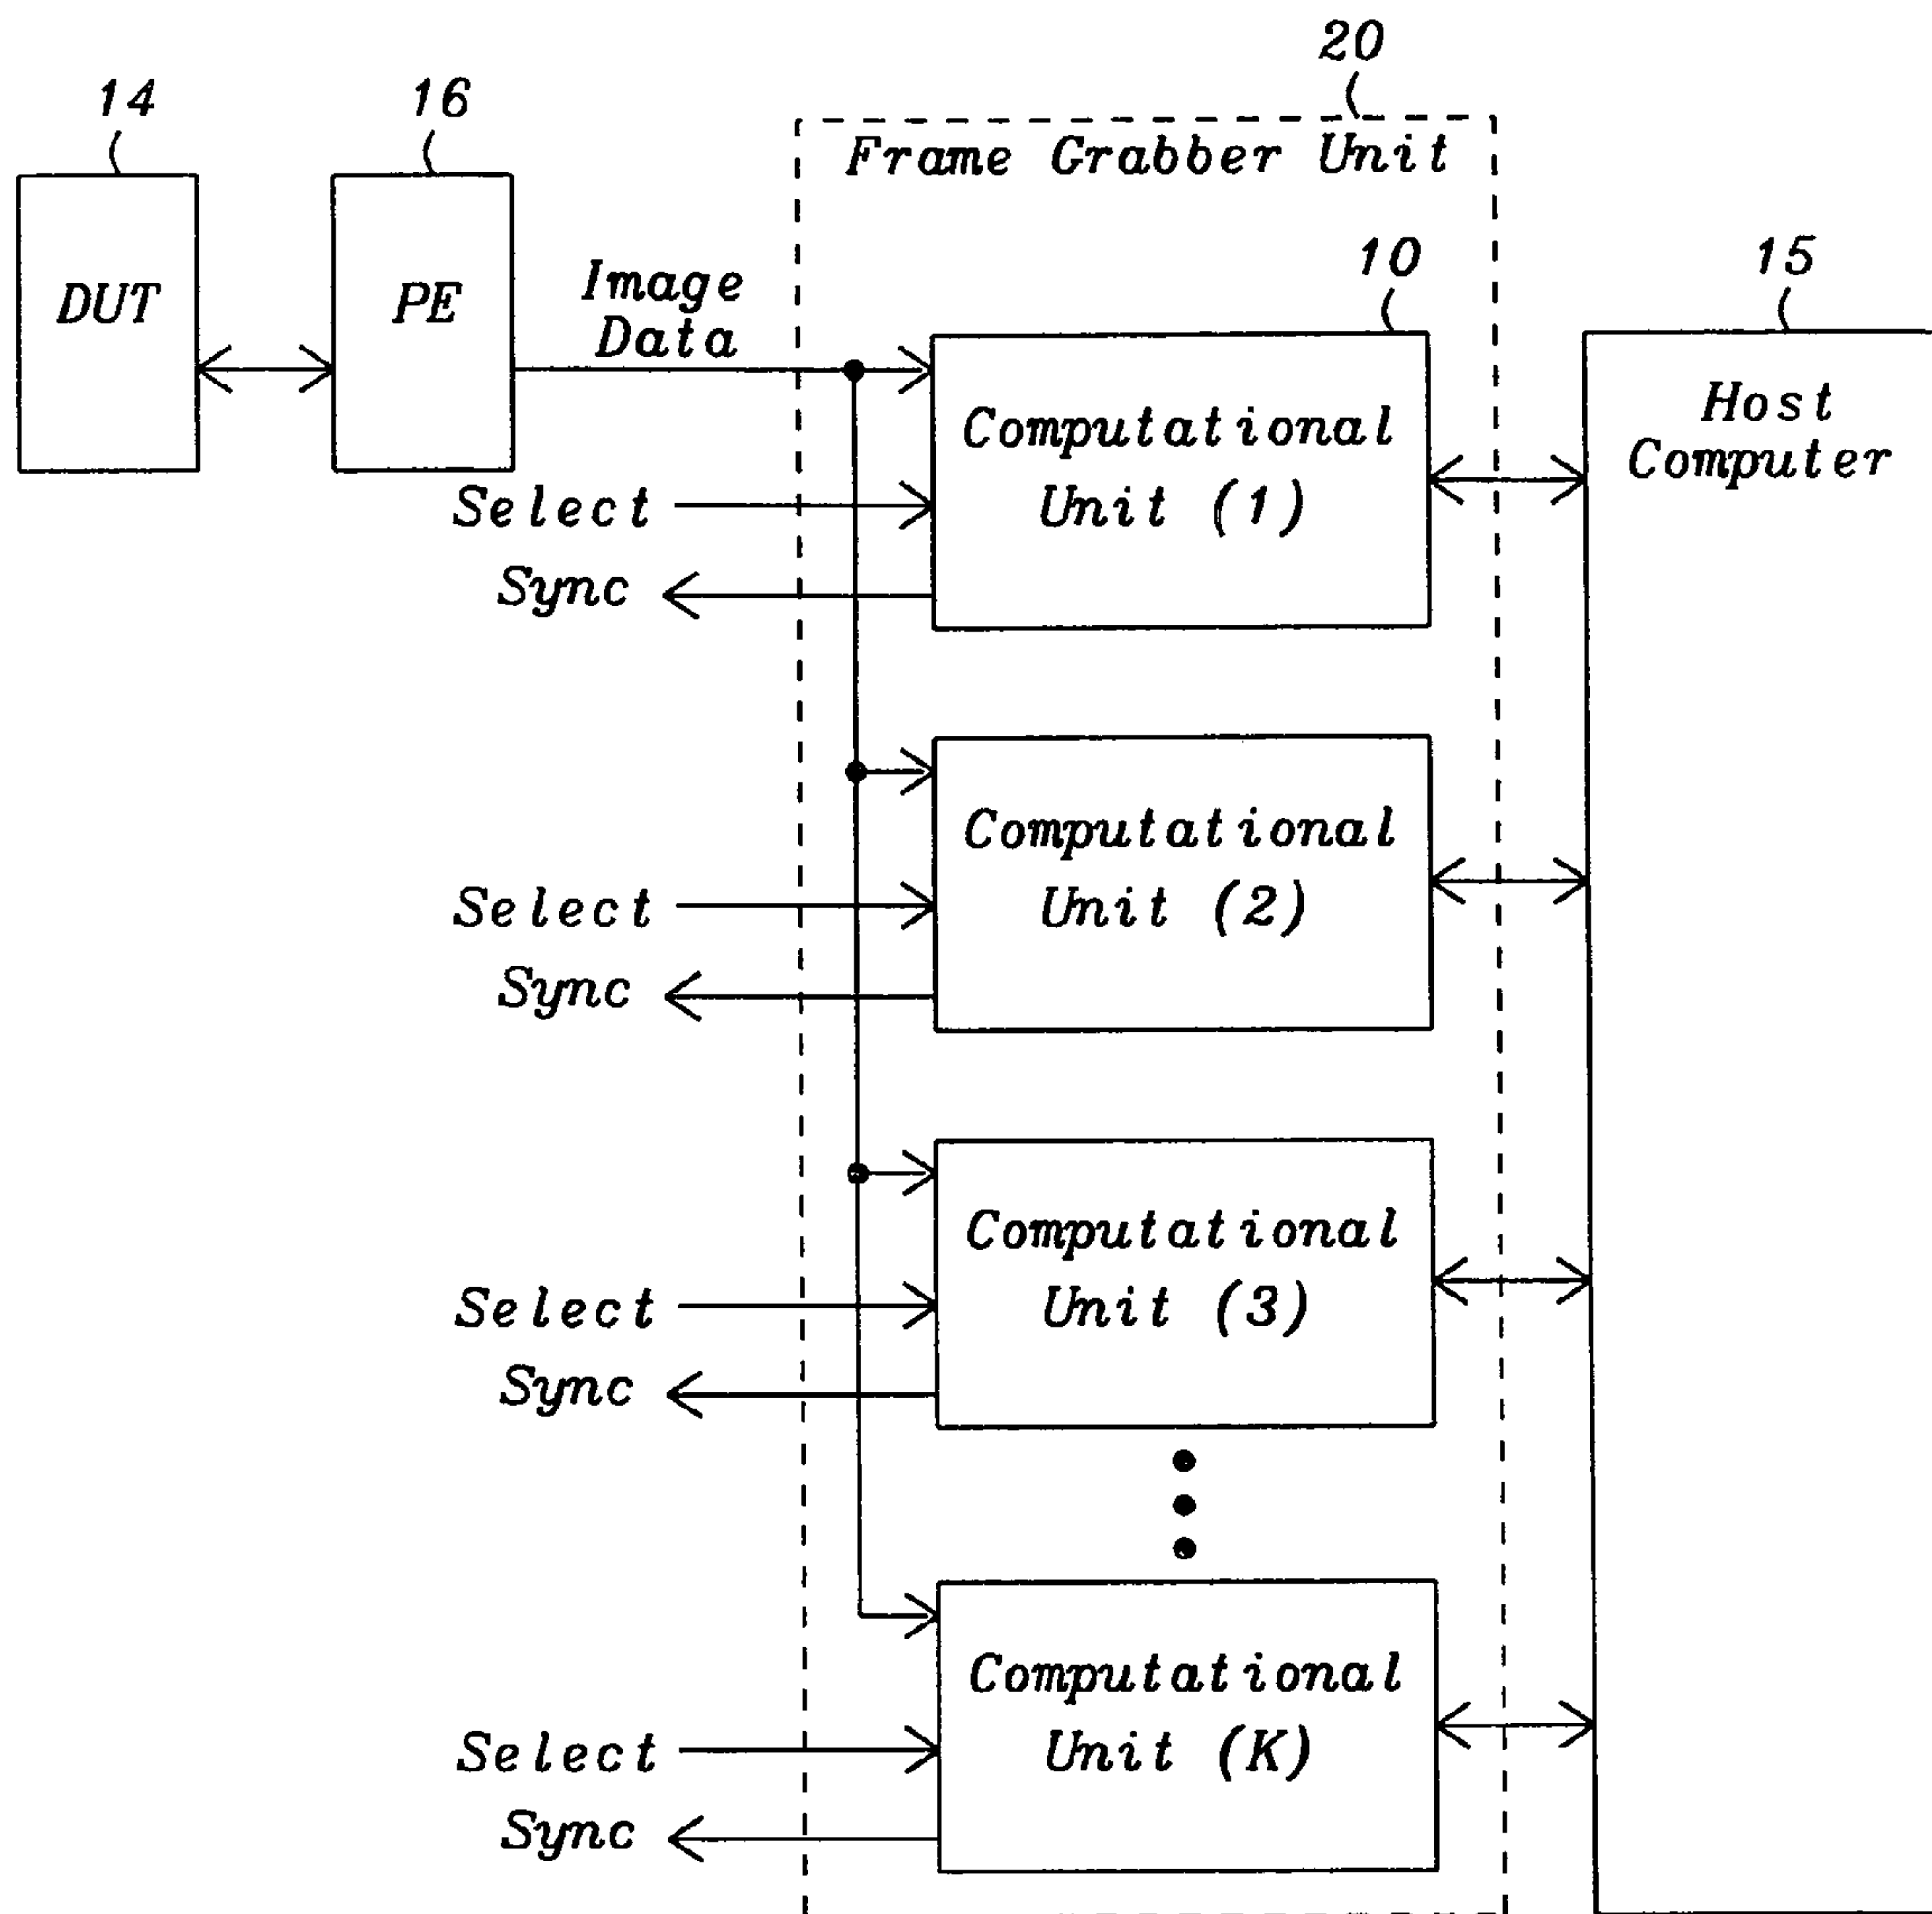 20
14
16
Frame Grabber Unit
10
15
DUT
PE
Image
Data
Host
Computer
Computational
Unit (1)
Select
Sync
Computational
Unit (2)
Select
Sync
Computational
Unit (3)
Select
Sync
Computational
Unit (K)
Select
Sync